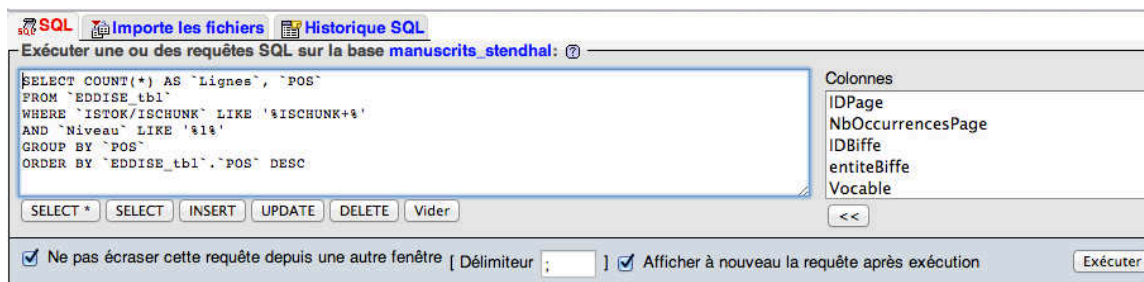 SQL Importe les fichiers Historique SQL
Exécuter une ou des requêtes SQL sur la base manuscrits_stendhal:
SELECT COUNT(*) AS `Lignes`, `POS`
FROM `EDDISE_tbl`
WHERE `ISTOK/ISCHUNK` LIKE '%ISCHUNK+%'
AND `Niveau` LIKE '%1%'
GROUP BY `POS`
ORDER BY `EDDISE_tbl`.`POS` DESC
Colonnes
IDPage
NbOccurrencesPage
IDBiffe
entiteBiffe
Vocable
SELECT * SELECT INSERT UPDATE DELETE Vider
<<
Ne pas écraser cette requête depuis une autre fenêtre [ Délimiteur ; ] Afficher à nouveau la requête après exécution Exécuter